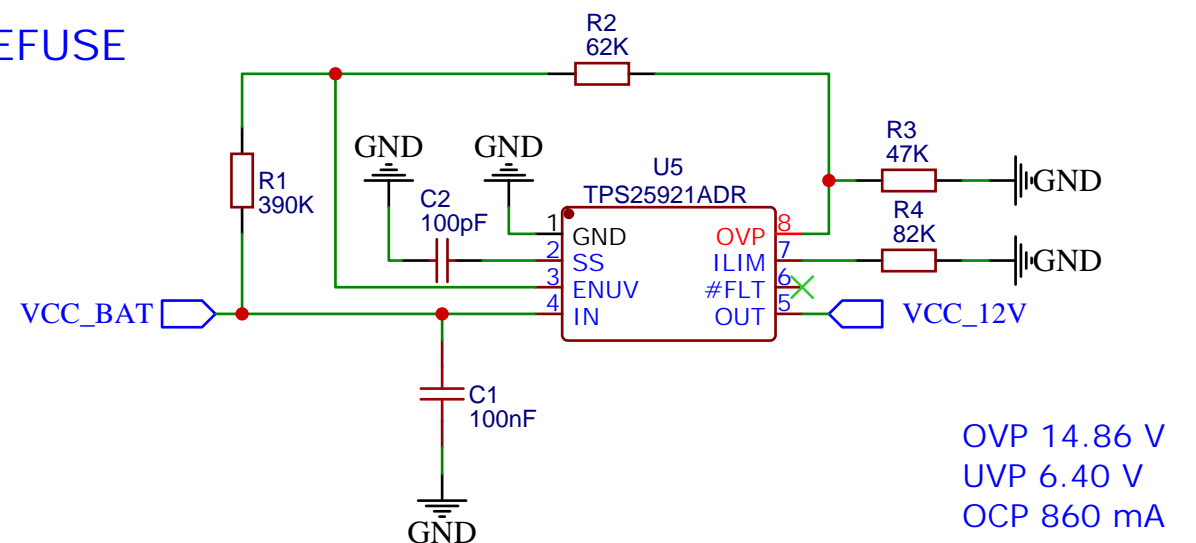 EFUSE
R2
62K
R1
390K
GND
GND
C2
100pF
U5
TPS25921ADR
R3
47K
GND
R4
82K
GND
1
GND
2
SS
3
ENUV
4
IN
8
OVP
7
ILIM
6
#FLT
5
OUT
VCC_BAT
VCC_12V
C1
100nF
GND
OVP 14.86 V
UVP 6.40 V
OCP 860 mA